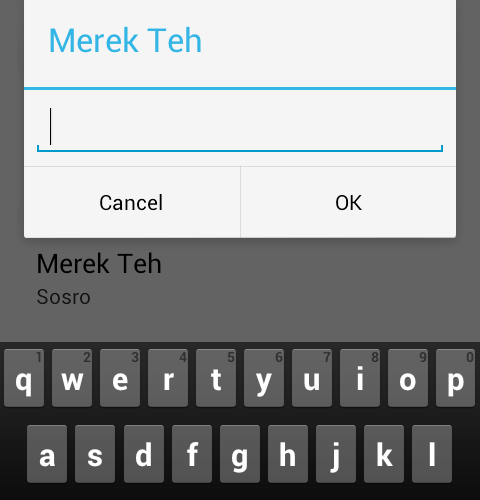 Merek Teh
Cancel OK
Merek Teh
Sosro
1 2 3 4 5 6 7 8 9 0
q w e r t y u i o p
a s d f g h j k l